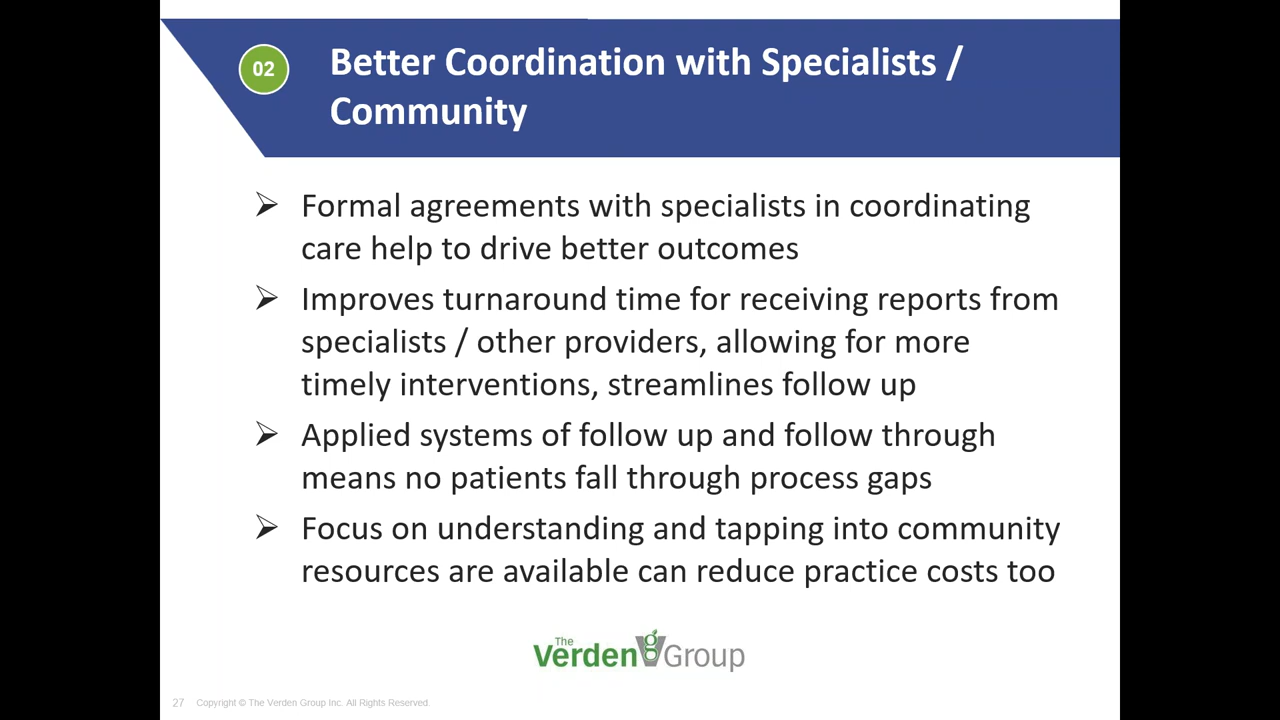 02
Better Coordination with Specialists /
Community
➢ Formal agreements with specialists in coordinating
care help to drive better outcomes
➢ Improves turnaround time for receiving reports from
specialists / other providers, allowing for more
timely interventions, streamlines follow up
➢ Applied systems of follow up and follow through
means no patients fall through process gaps
➢ Focus on understanding and tapping into community
resources are available can reduce practice costs too
The
Verden Group
27 Copyright © The Verden Group Inc. All Rights Reserved.